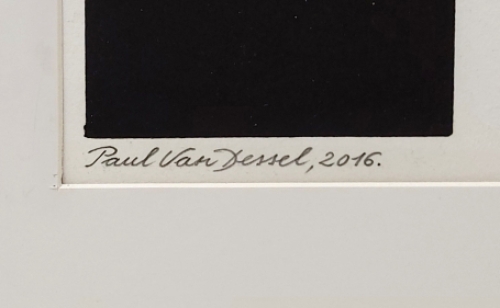 Paul Van Dessel, 2016.